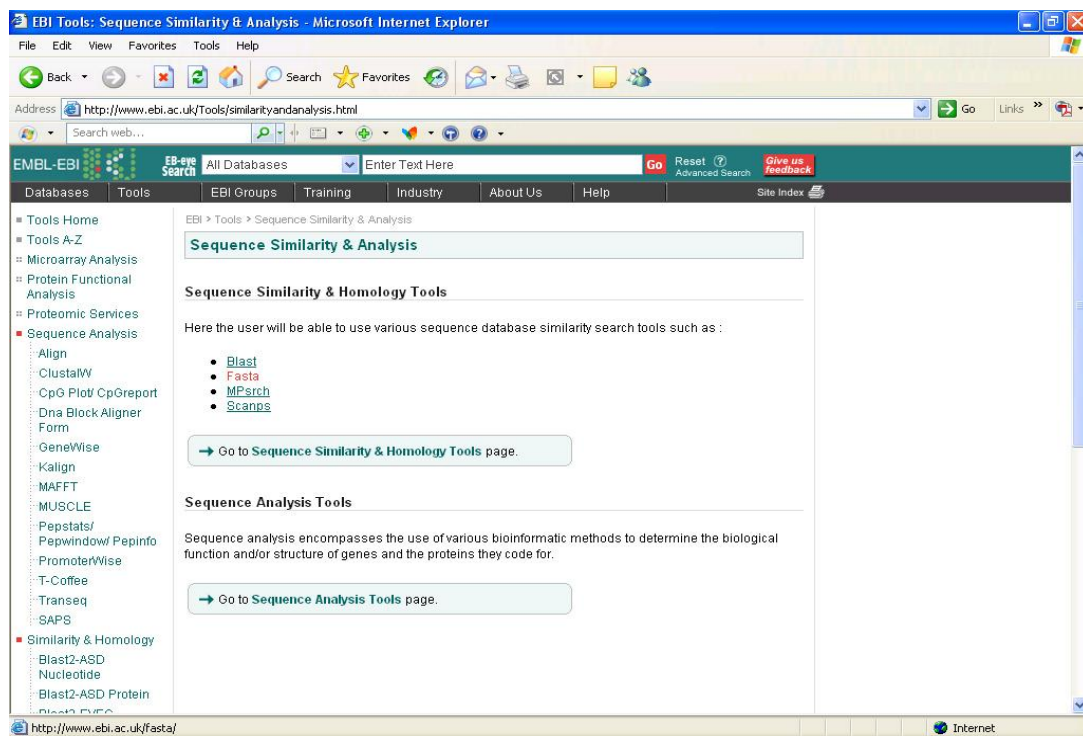 EBI Tools: Sequence Similarity & Analysis - Microsoft Internet Explorer
File Edit View Favorites Tools Help
Back Search Favorites
Address http://www.ebi.ac.uk/Tools/similarityandanalysis.html Go Links »
Search web...
EMBL-EBI EB-eye Search All Databases Enter Text Here Go Reset ? Advanced Search Give us feedback
Databases Tools EBI Groups Training Industry About Us Help Site Index
Tools Home
Tools A-Z
Microarray Analysis
Protein Functional
Analysis
Proteomic Services
Sequence Analysis
Align
ClustalW
CpG Plot/ CpGreport
Dna Block Aligner
Form
GeneWise
Kalign
MAFFT
MUSCLE
Pepstats/
Pepwindow/ Pepinfo
PromoterWise
T-Coffee
Transeq
SAPS
Similarity & Homology
Blast2-ASD
Nucleotide
Blast2-ASD Protein
EBI > Tools > Sequence Similarity & Analysis
Sequence Similarity & Analysis
Sequence Similarity & Homology Tools
Here the user will be able to use various sequence database similarity search tools such as :
Blast
Fasta
MPsrch
Scanps
Go to Sequence Similarity & Homology Tools page.
Sequence Analysis Tools
Sequence analysis encompasses the use of various bioinformatic methods to determine the biological
function and/or structure of genes and the proteins they code for.
Go to Sequence Analysis Tools page.
http://www.ebi.ac.uk/fasta/ Internet